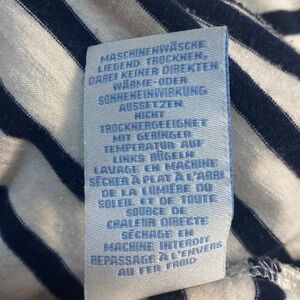 MASCHINENWÄSCHE
LIEGEND TROCKNEN,
DABEI KEINER DIREKTEN
WÄRME-ODER
SONNENEINWIRKUNG
AUSSETZEN
NICHT
TROCKNERGEEIGNET
MIT GERINGER
TEMPERATUR AUF
LINKS BÜGELN
LAVAGE EN MACHINE
SÉCHER À PLAT À L'ABRI
DE LA LUMIÈRE DU
SOLEIL ET DE TOUTE
SOURCE DE
CHALEUR DIRECTE
SÉCHAGE EN
MACHINE INTERDIT
REPASSAGE À L'ENVERS
AU FER FROID